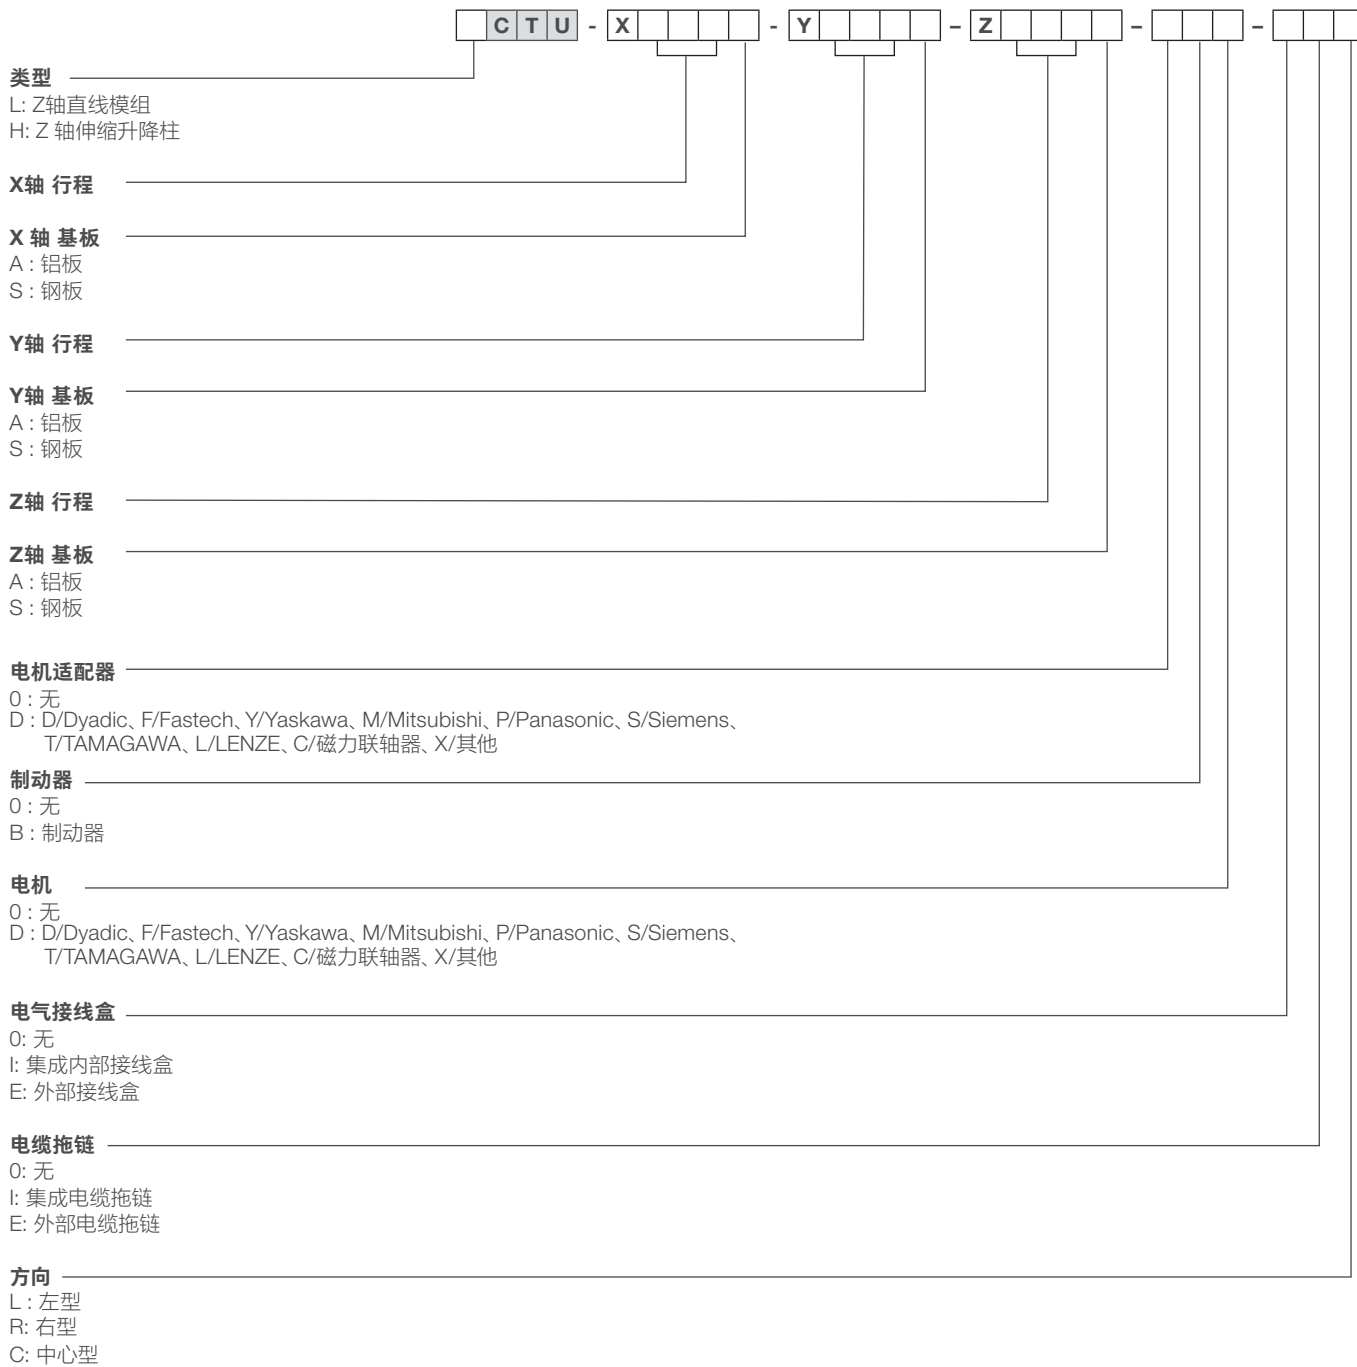 CTU - X - Y – Z – –
类型
L: Z轴直线模组
H: Z 轴伸缩升降柱
X轴 行程
X 轴 基板
A : 铝板
S : 钢板
Y轴 行程
Y轴 基板
A : 铝板
S : 钢板
Z轴 行程
Z轴 基板
A : 铝板
S : 钢板
电机适配器
0 : 无
D : D/Dyadic、F/Fastech、Y/Yaskawa、M/Mitsubishi、P/Panasonic、S/Siemens、
T/TAMAGAWA、L/LENZE、C/磁力联轴器、X/其他
制动器
0 : 无
B : 制动器
电机
0 : 无
D : D/Dyadic、F/Fastech、Y/Yaskawa、M/Mitsubishi、P/Panasonic、S/Siemens、
T/TAMAGAWA、L/LENZE、C/磁力联轴器、X/其他
电气接线盒
0: 无
I: 集成内部接线盒
E: 外部接线盒
电缆拖链
0: 无
I: 集成电缆拖链
E: 外部电缆拖链
方向
L : 左型
R: 右型
C: 中心型